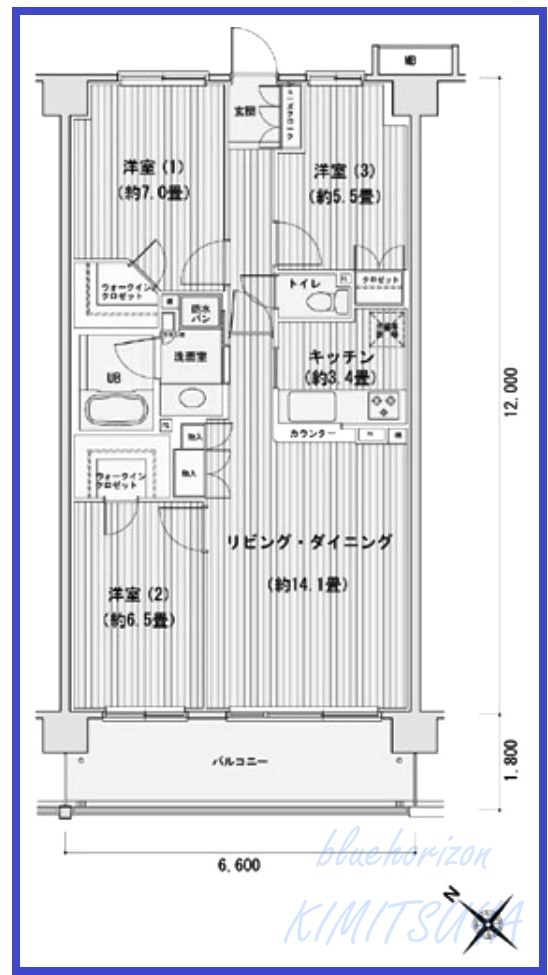 MB
玄関
シューズクローク
洋室(1)
(約7.0畳)
洋室(3)
(約5.5畳)
ウォークイン
クロゼット
防水
パン
トイレ
PS
クロゼット
洗面室
キッチン
(約3.4畳)
UB
カウンター
PS
物入
物入
ウォークイン
クロゼット
リビング・ダイニング
(約14.1畳)
洋室(2)
(約6.5畳)
バルコニー
12,000
1,800
6,600
bluehorizon
KIMITSUKA
N